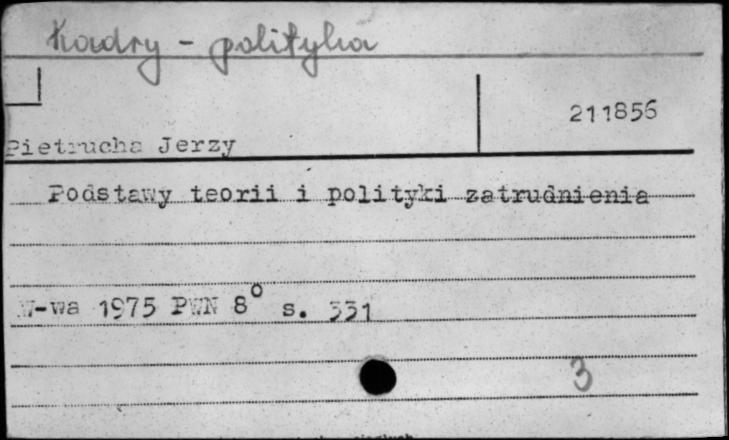 Kadry - polityka
211856
Pietrucha Jerzy
Podstawy teorii i polityki zatrudnienia
W-wa 1975 PWN 8° s. 331
3